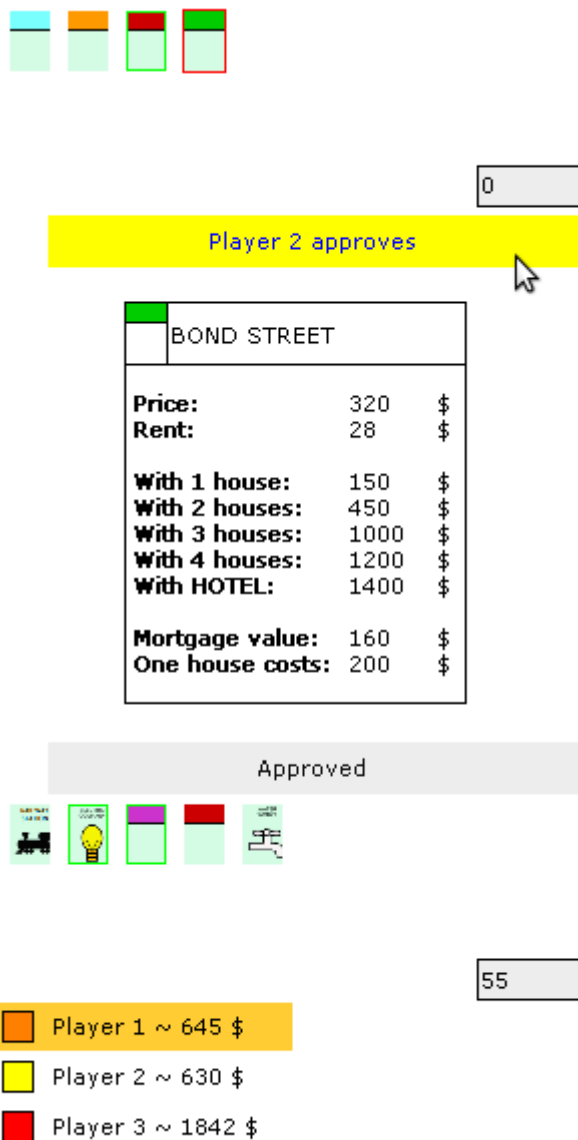 0
Player 2 approves
BOND STREET
Price: 320 $
Rent: 28 $
With 1 house: 150 $
With 2 houses: 450 $
With 3 houses: 1000 $
With 4 houses: 1200 $
With HOTEL: 1400 $
Mortgage value: 160 $
One house costs: 200 $
Approved
55
Player 1 ~ 645 $
Player 2 ~ 630 $
Player 3 ~ 1842 $